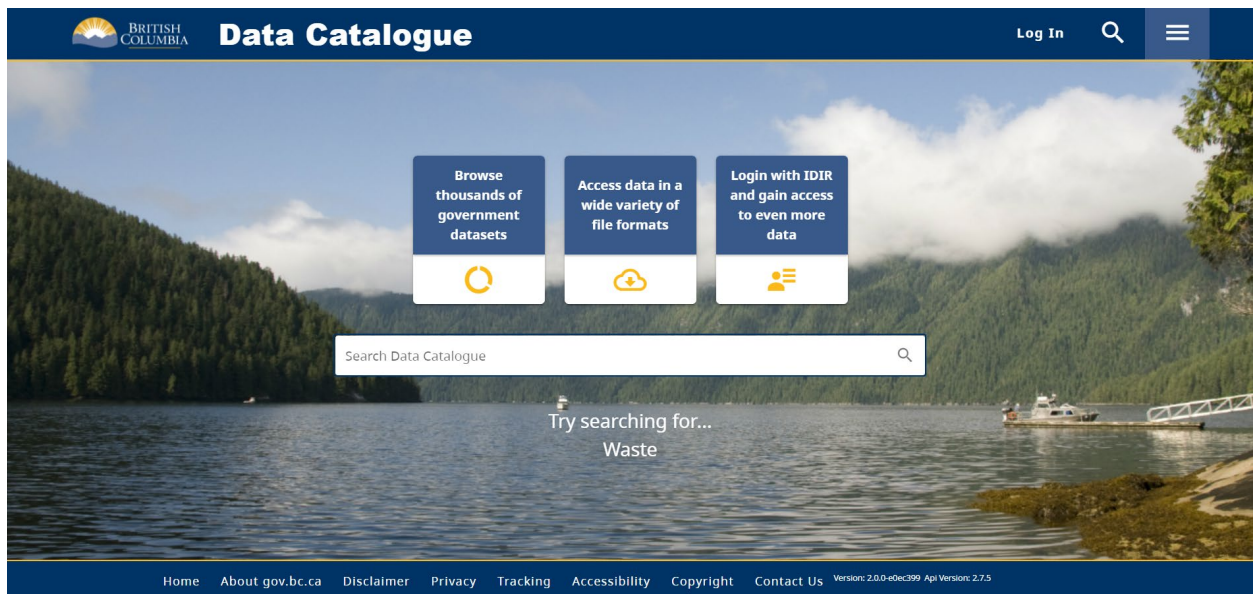 BRITISH
COLUMBIA
Data Catalogue
Log In
Browse
thousands of
government
datasets
Access data in a
wide variety of
file formats
Login with IDIR
and gain access
to even more
data
Search Data Catalogue
Try searching for...
Waste
Home About gov.bc.ca Disclaimer Privacy Tracking Accessibility Copyright Contact Us Version: 2.0.0-e0ec399 Api Version: 2.7.5